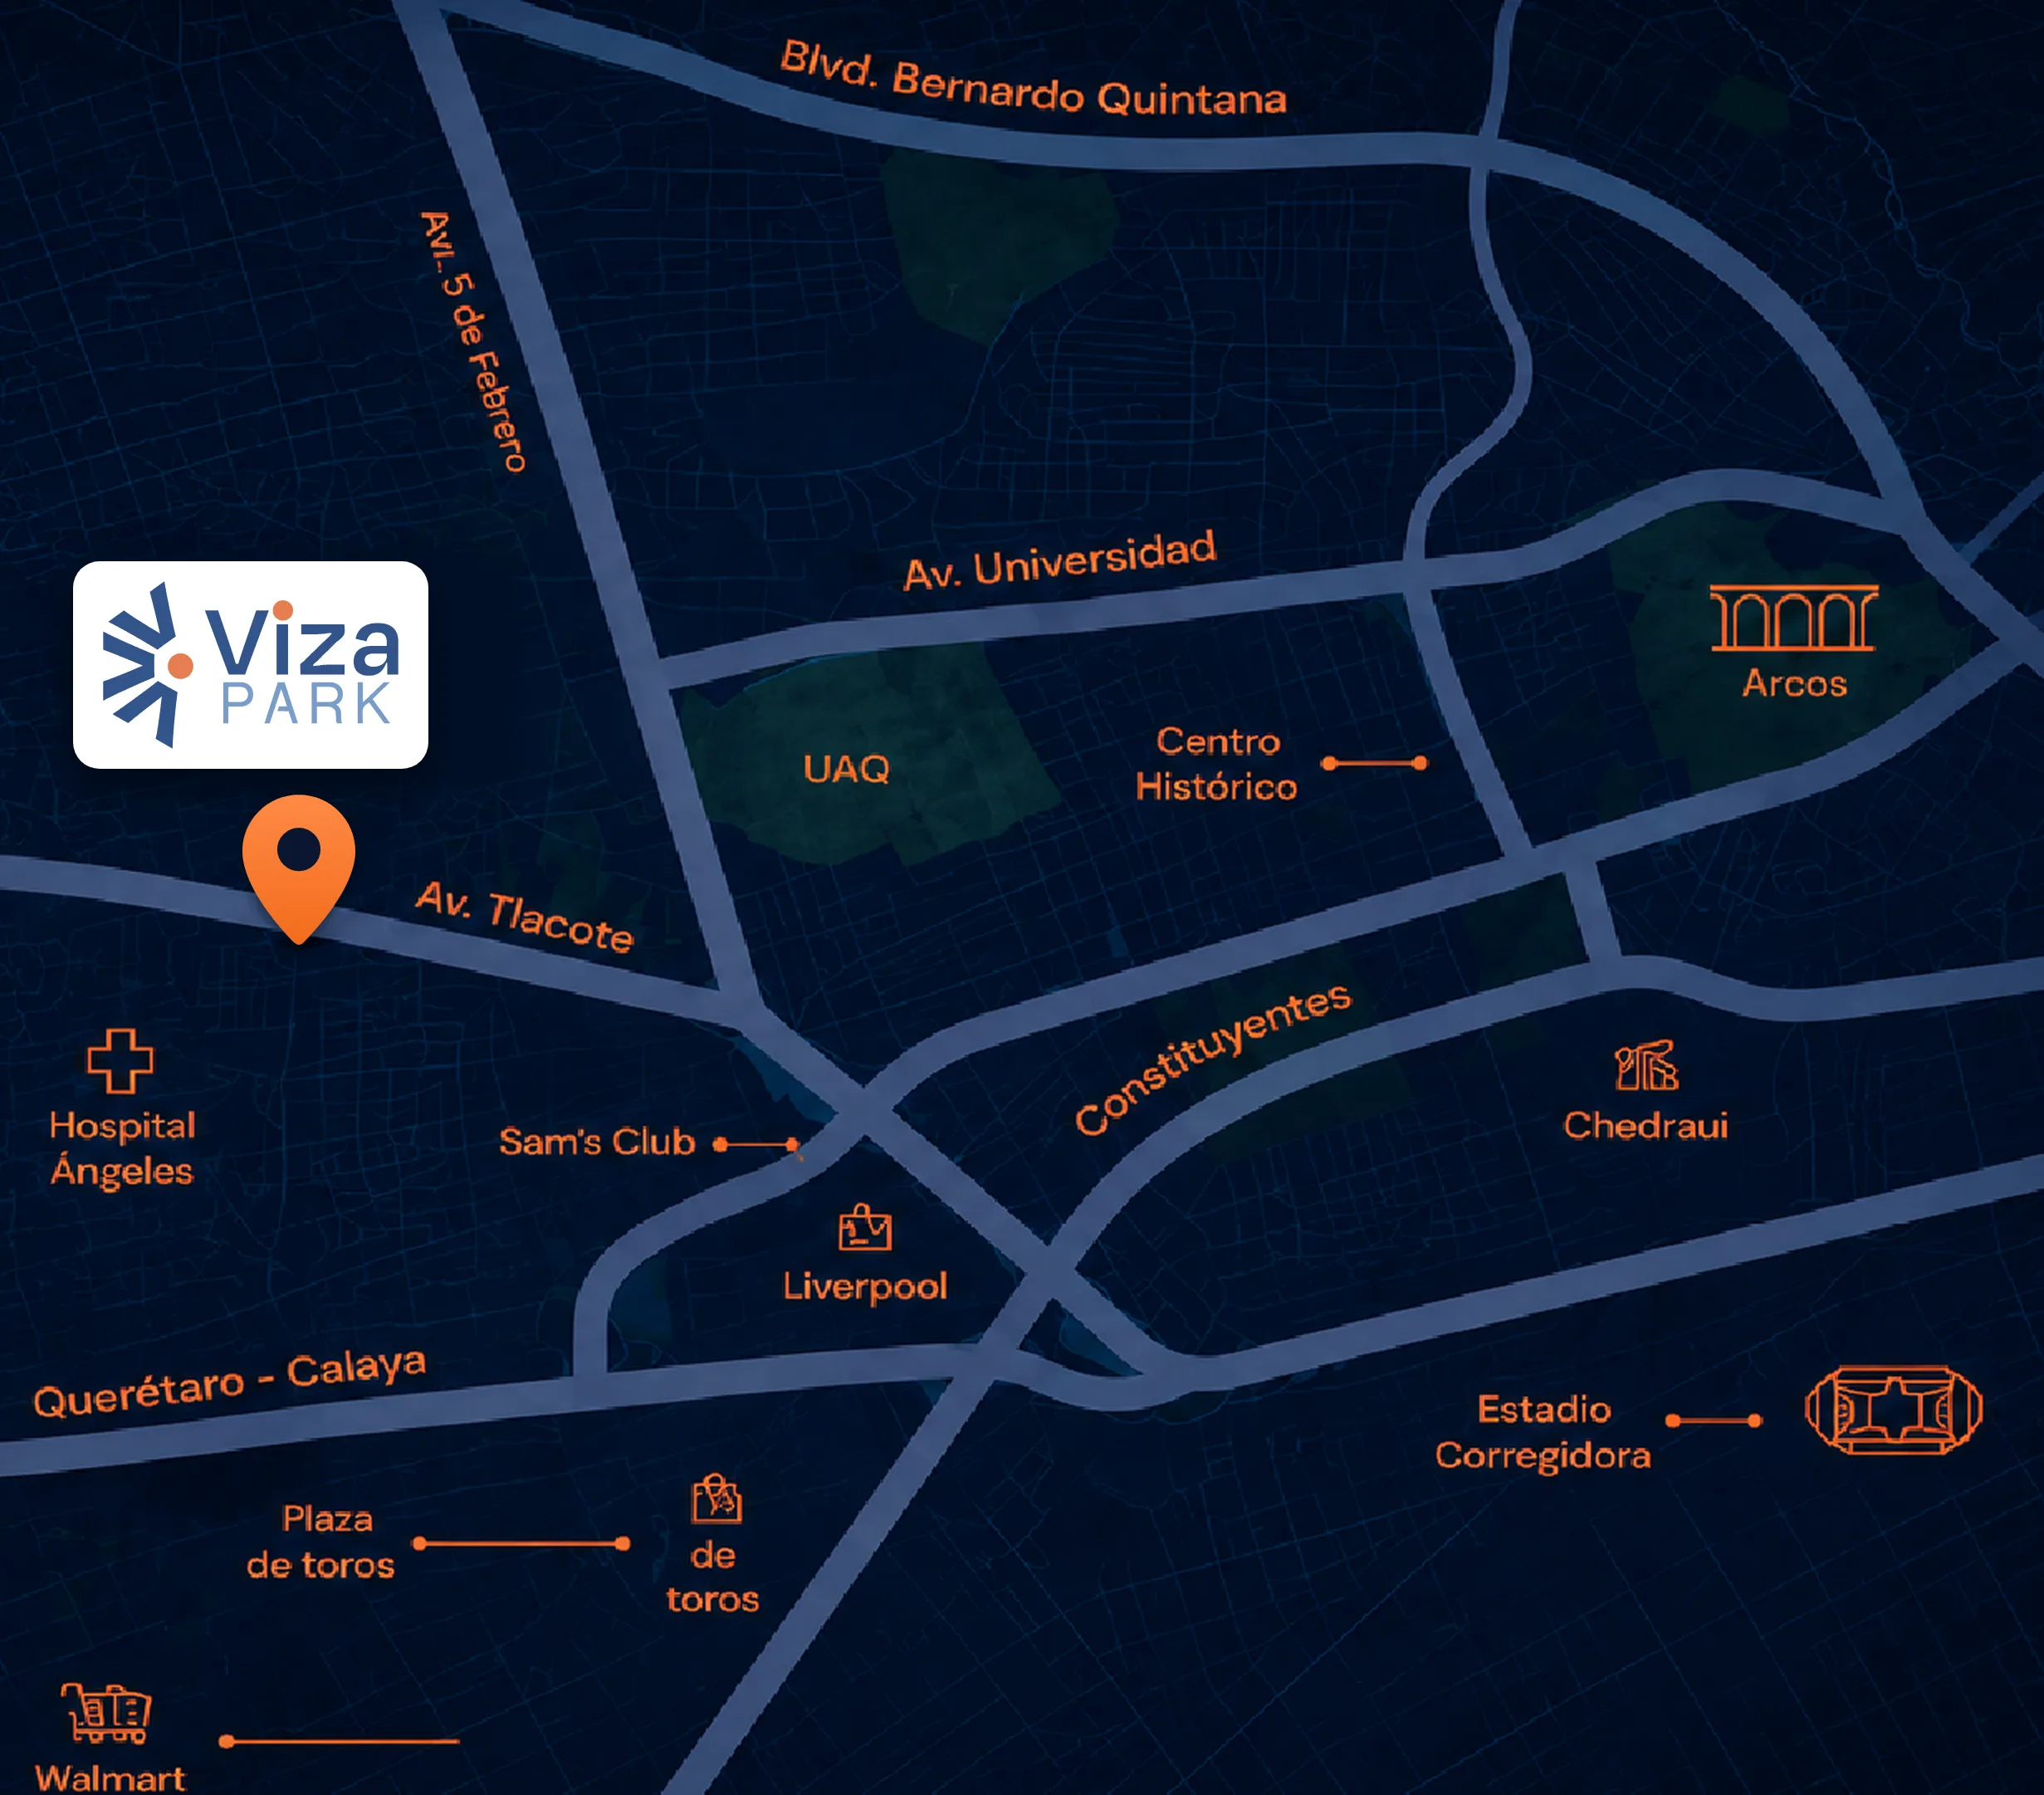 Blvd. Bernardo Quintana
Avl. 5 de Febrero
Av. Universidad
Viza
PARK
Arcos
UAQ
Centro
Histórico
Av. Tlacote
Constituyentes
Hospital
Ángeles
Sam's Club
Chedraui
Liverpool
Querétaro - Calaya
Estadio
Corregidora
Plaza
de toros
de
toros
Walmart